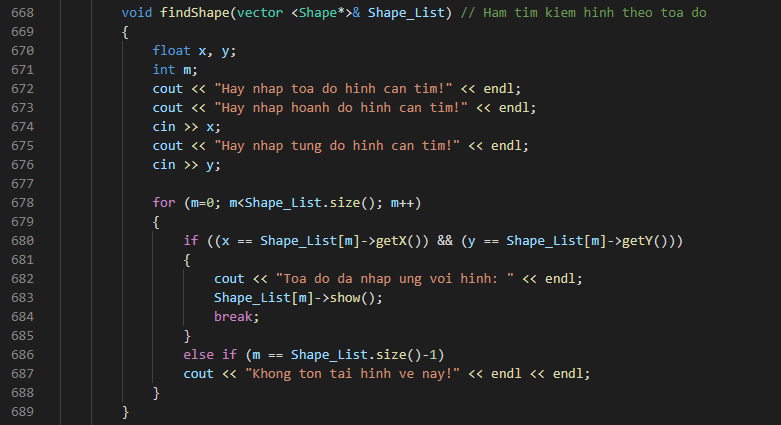 668 void findShape(vector <Shape*>& Shape_List) // Ham tim kiem hinh theo toa do
669 {
670 float x, y;
671 int m;
672 cout << "Hay nhap toa do hinh can tim!" << endl;
673 cout << "Hay nhap hoanh do hinh can tim!" << endl;
674 cin >> x;
675 cout << "Hay nhap tung do hinh can tim!" << endl;
676 cin >> y;
677
678 for (m=0; m<Shape_List.size(); m++)
679 {
680 if ((x == Shape_List[m]->getX()) && (y == Shape_List[m]->getY()))
681 {
682 cout << "Toa do da nhap ung voi hinh: " << endl;
683 Shape_List[m]->show();
684 break;
685 }
686 else if (m == Shape_List.size()-1)
687 cout << "Khong ton tai hinh ve nay!" << endl << endl;
688 }
689 }